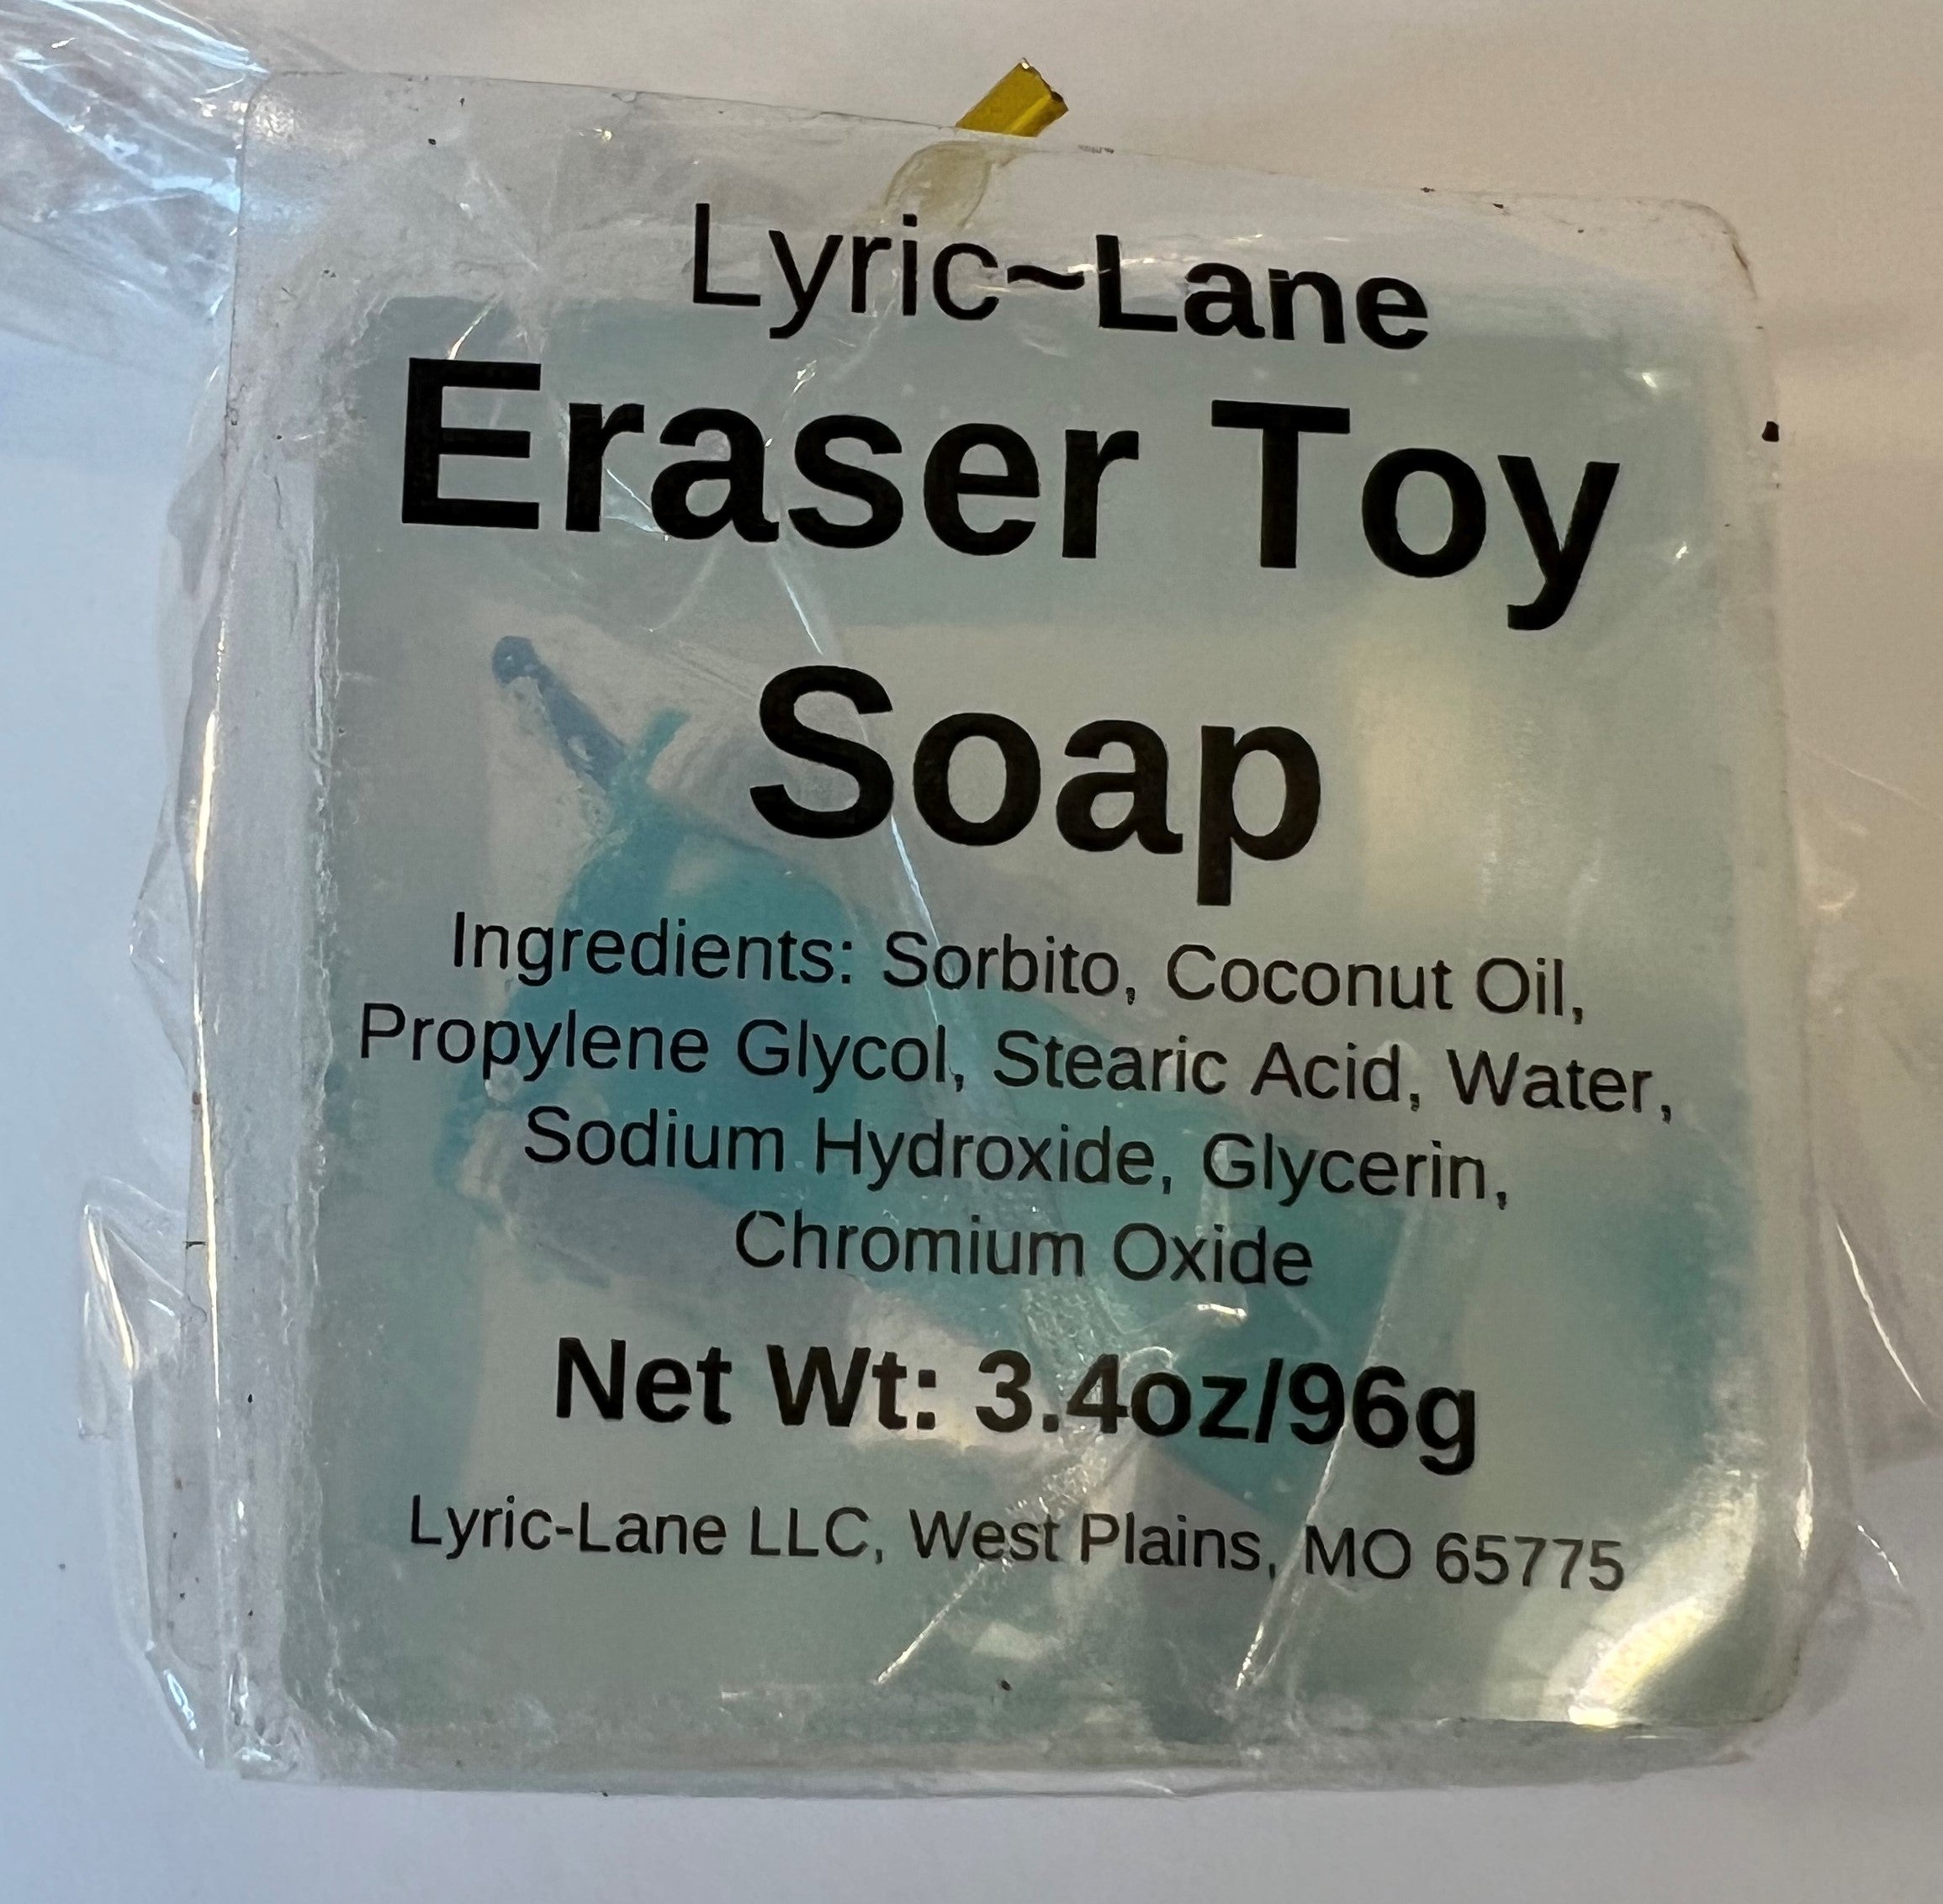 Lyric~Lane
Eraser Toy
Soap
Ingredients: Sorbito, Coconut Oil,
Propylene Glycol, Stearic Acid, Water,
Sodium Hydroxide, Glycerin,
Chromium Oxide
Net Wt: 3.4oz/96g
Lyric-Lane LLC, West Plains, MO 65775